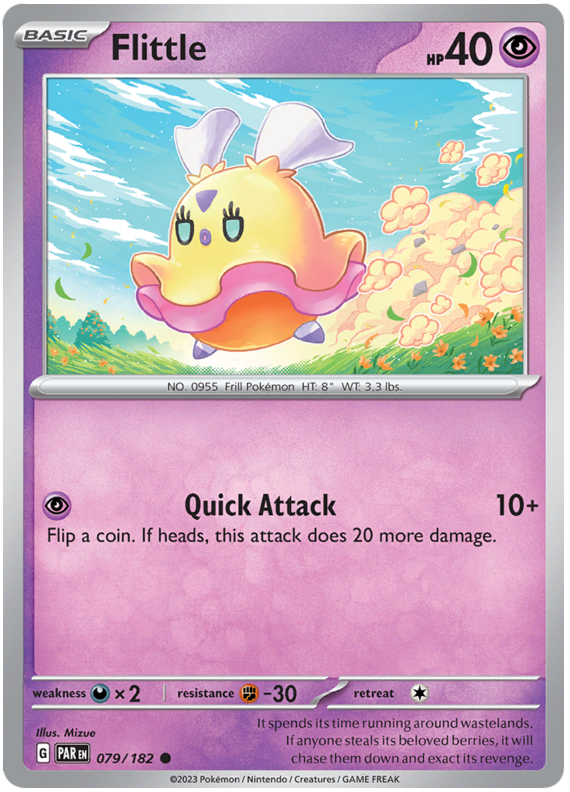 BASIC
Flittle
HP 40
NO. 0955 Frill Pokémon HT: 8" WT: 3.3 lbs.
Quick Attack 10+
Flip a coin. If heads, this attack does 20 more damage.
weakness ×2 resistance -30 retreat
Illus. Mizue
It spends its time running around wastelands.
If anyone steals its beloved berries, it will
chase them down and exact its revenge.
G PAR EN 079/182
©2023 Pokémon / Nintendo / Creatures / GAME FREAK